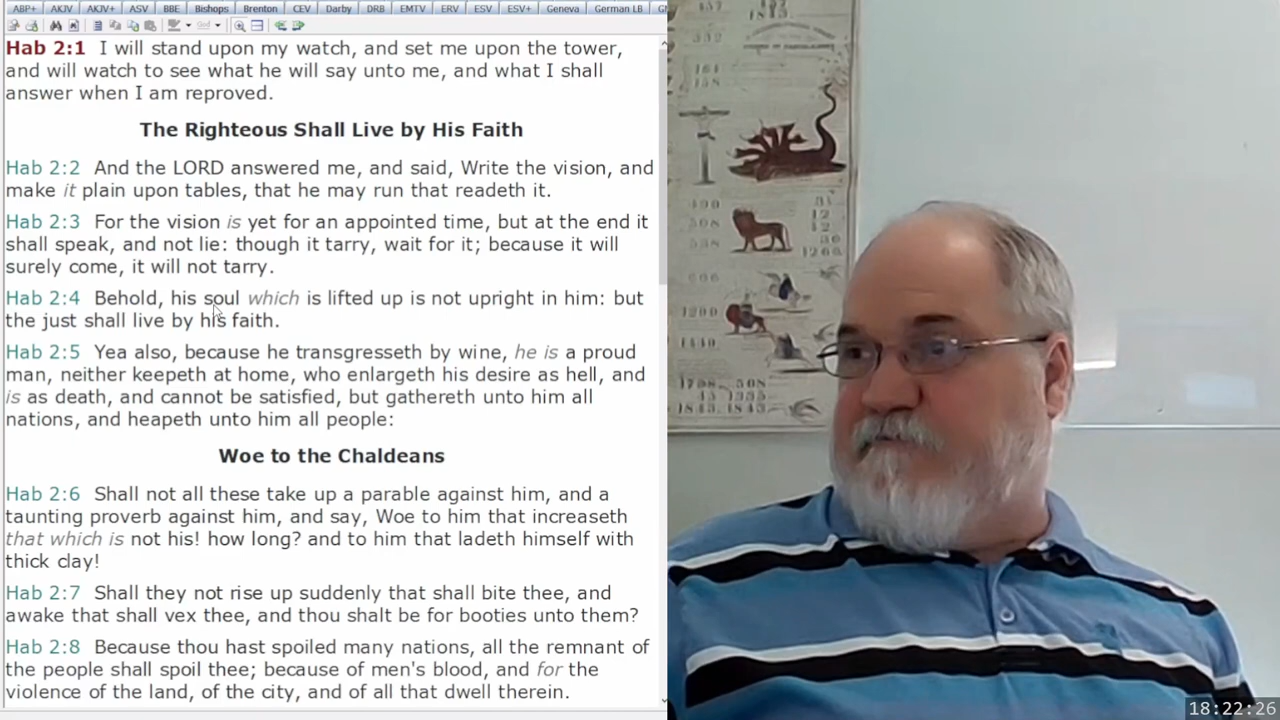 ABP+ AKJV AKJV+ ASV BBE Bishops Brenton CEV Darby DRB EMTV ERV ESV ESV+ Geneva German LB
Hab 2:1 I will stand upon my watch, and set me upon the tower,
and will watch to see what he will say unto me, and what I shall
answer when I am reproved.
The Righteous Shall Live by His Faith
Hab 2:2 And the LORD answered me, and said, Write the vision, and
make it plain upon tables, that he may run that readeth it.
Hab 2:3 For the vision is yet for an appointed time, but at the end it
shall speak, and not lie: though it tarry, wait for it; because it will
surely come, it will not tarry.
Hab 2:4 Behold, his soul which is lifted up is not upright in him: but
the just shall live by his faith.
Hab 2:5 Yea also, because he transgresseth by wine, he is a proud
man, neither keepeth at home, who enlargeth his desire as hell, and
is as death, and cannot be satisfied, but gathereth unto him all
nations, and heapeth unto him all people:
Woe to the Chaldeans
Hab 2:6 Shall not all these take up a parable against him, and a
taunting proverb against him, and say, Woe to him that increaseth
that which is not his! how long? and to him that ladeth himself with
thick clay!
Hab 2:7 Shall they not rise up suddenly that shall bite thee, and
awake that shall vex thee, and thou shalt be for booties unto them?
Hab 2:8 Because thou hast spoiled many nations, all the remnant of
the people shall spoil thee; because of men's blood, and for the
violence of the land, of the city, and of all that dwell therein.
18:22:26